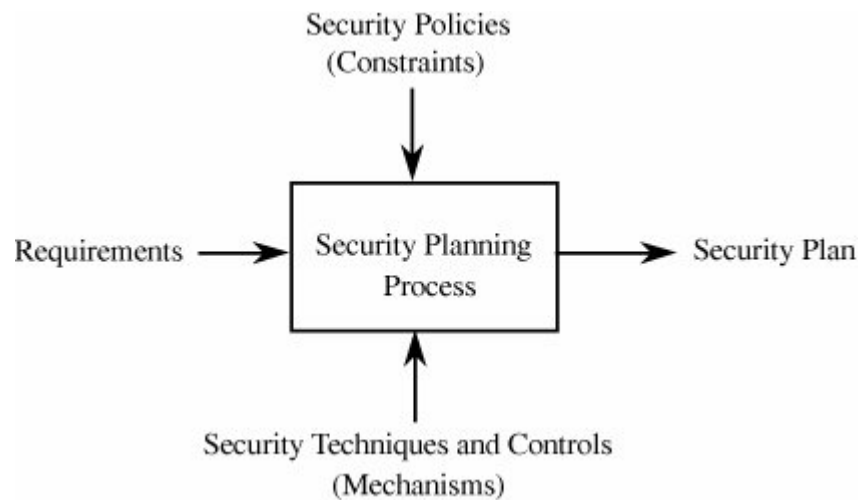 Security Policies
(Constraints)
Requirements
Security Planning
Process
Security Plan
Security Techniques and Controls
(Mechanisms)